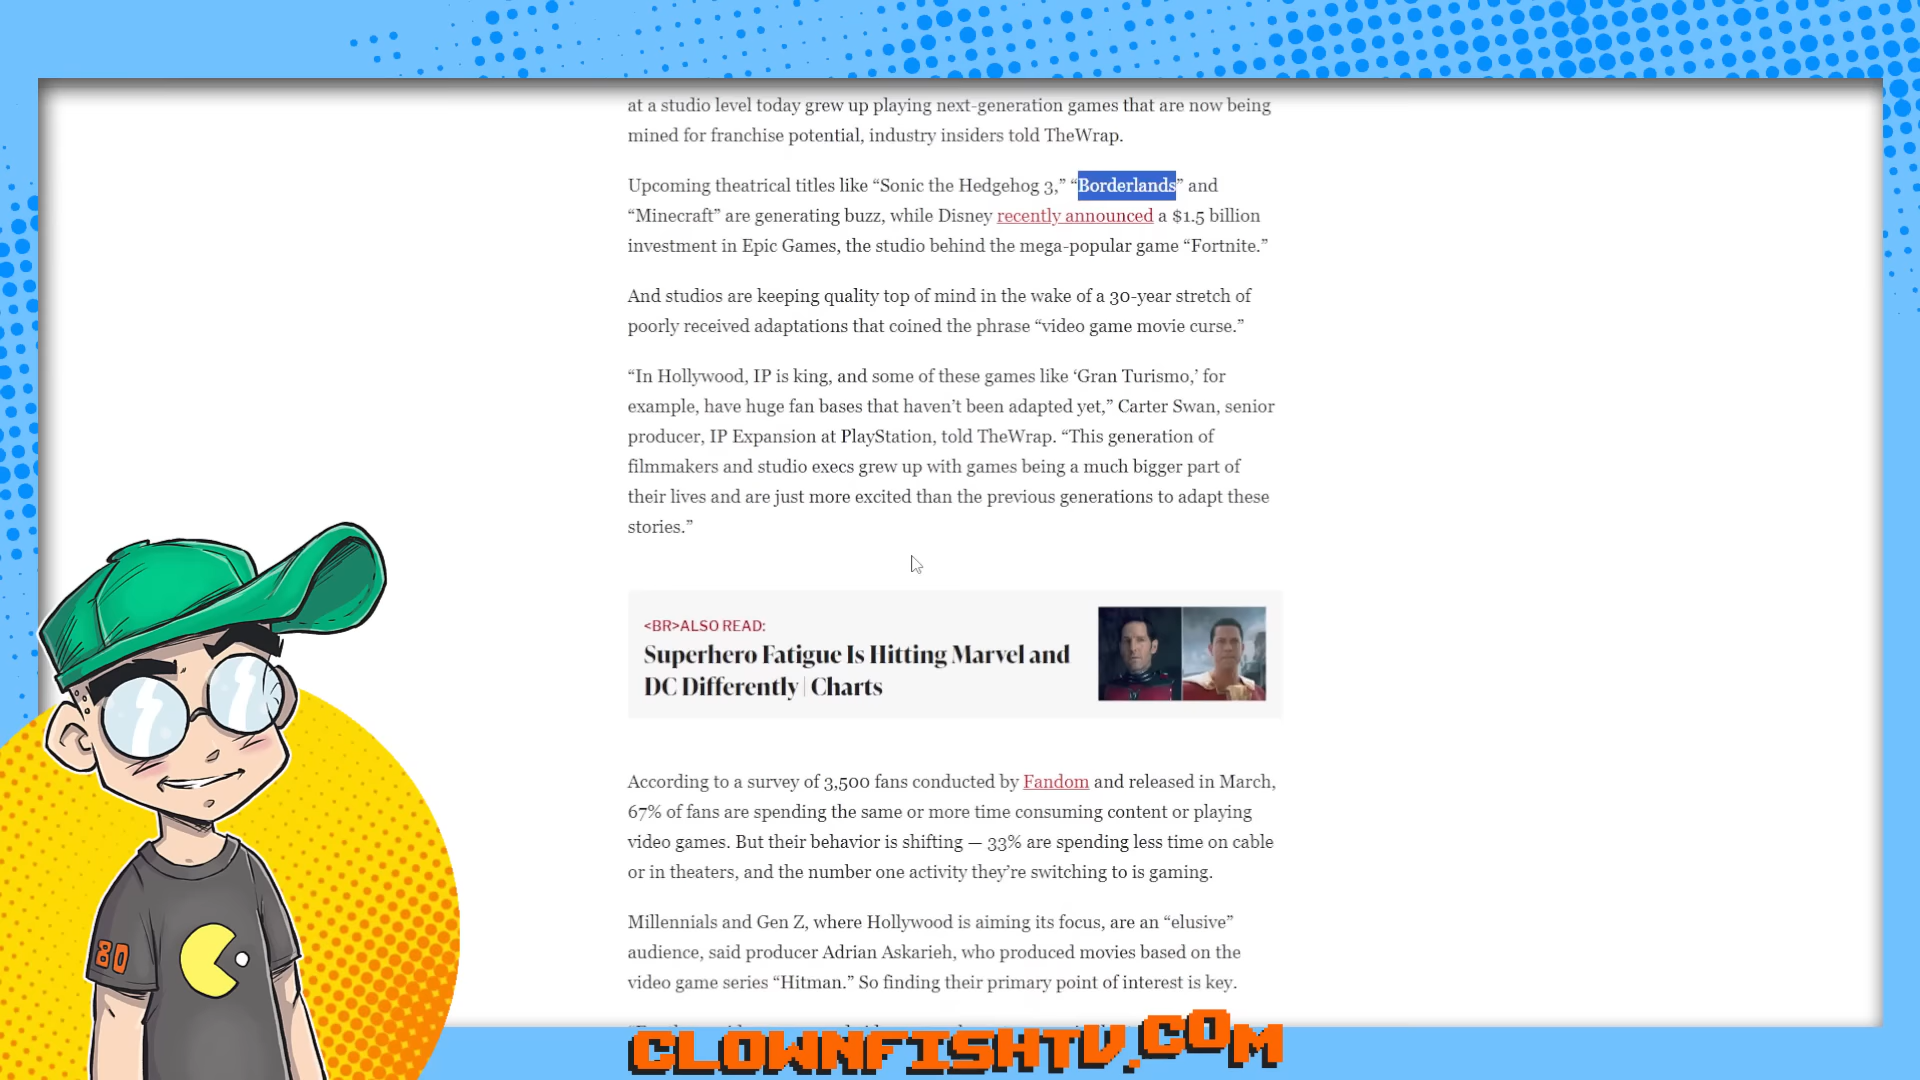 at a studio level today grew up playing next-generation games that are now being
mined for franchise potential, industry insiders told TheWrap.
Upcoming theatrical titles like “Sonic the Hedgehog 3,” “Borderlands” and
“Minecraft” are generating buzz, while Disney recently announced a $1.5 billion
investment in Epic Games, the studio behind the mega-popular game “Fortnite.”
And studios are keeping quality top of mind in the wake of a 30-year stretch of
poorly received adaptations that coined the phrase “video game movie curse.”
“In Hollywood, IP is king, and some of these games like ‘Gran Turismo,’ for
example, have huge fan bases that haven’t been adapted yet,” Carter Swan, senior
producer, IP Expansion at PlayStation, told TheWrap. “This generation of
filmmakers and studio execs grew up with games being a much bigger part of
their lives and are just more excited than the previous generations to adapt these
stories.”
<BR>ALSO READ:
Superhero Fatigue Is Hitting Marvel and
DC Differently | Charts
According to a survey of 3,500 fans conducted by Fandom and released in March,
67% of fans are spending the same or more time consuming content or playing
video games. But their behavior is shifting — 33% are spending less time on cable
or in theaters, and the number one activity they’re switching to is gaming.
Millennials and Gen Z, where Hollywood is aiming its focus, are an “elusive”
audience, said producer Adrian Askarieh, who produced movies based on the
video game series “Hitman.” So finding their primary point of interest is key.
80
CLOWNFISHTV.COM